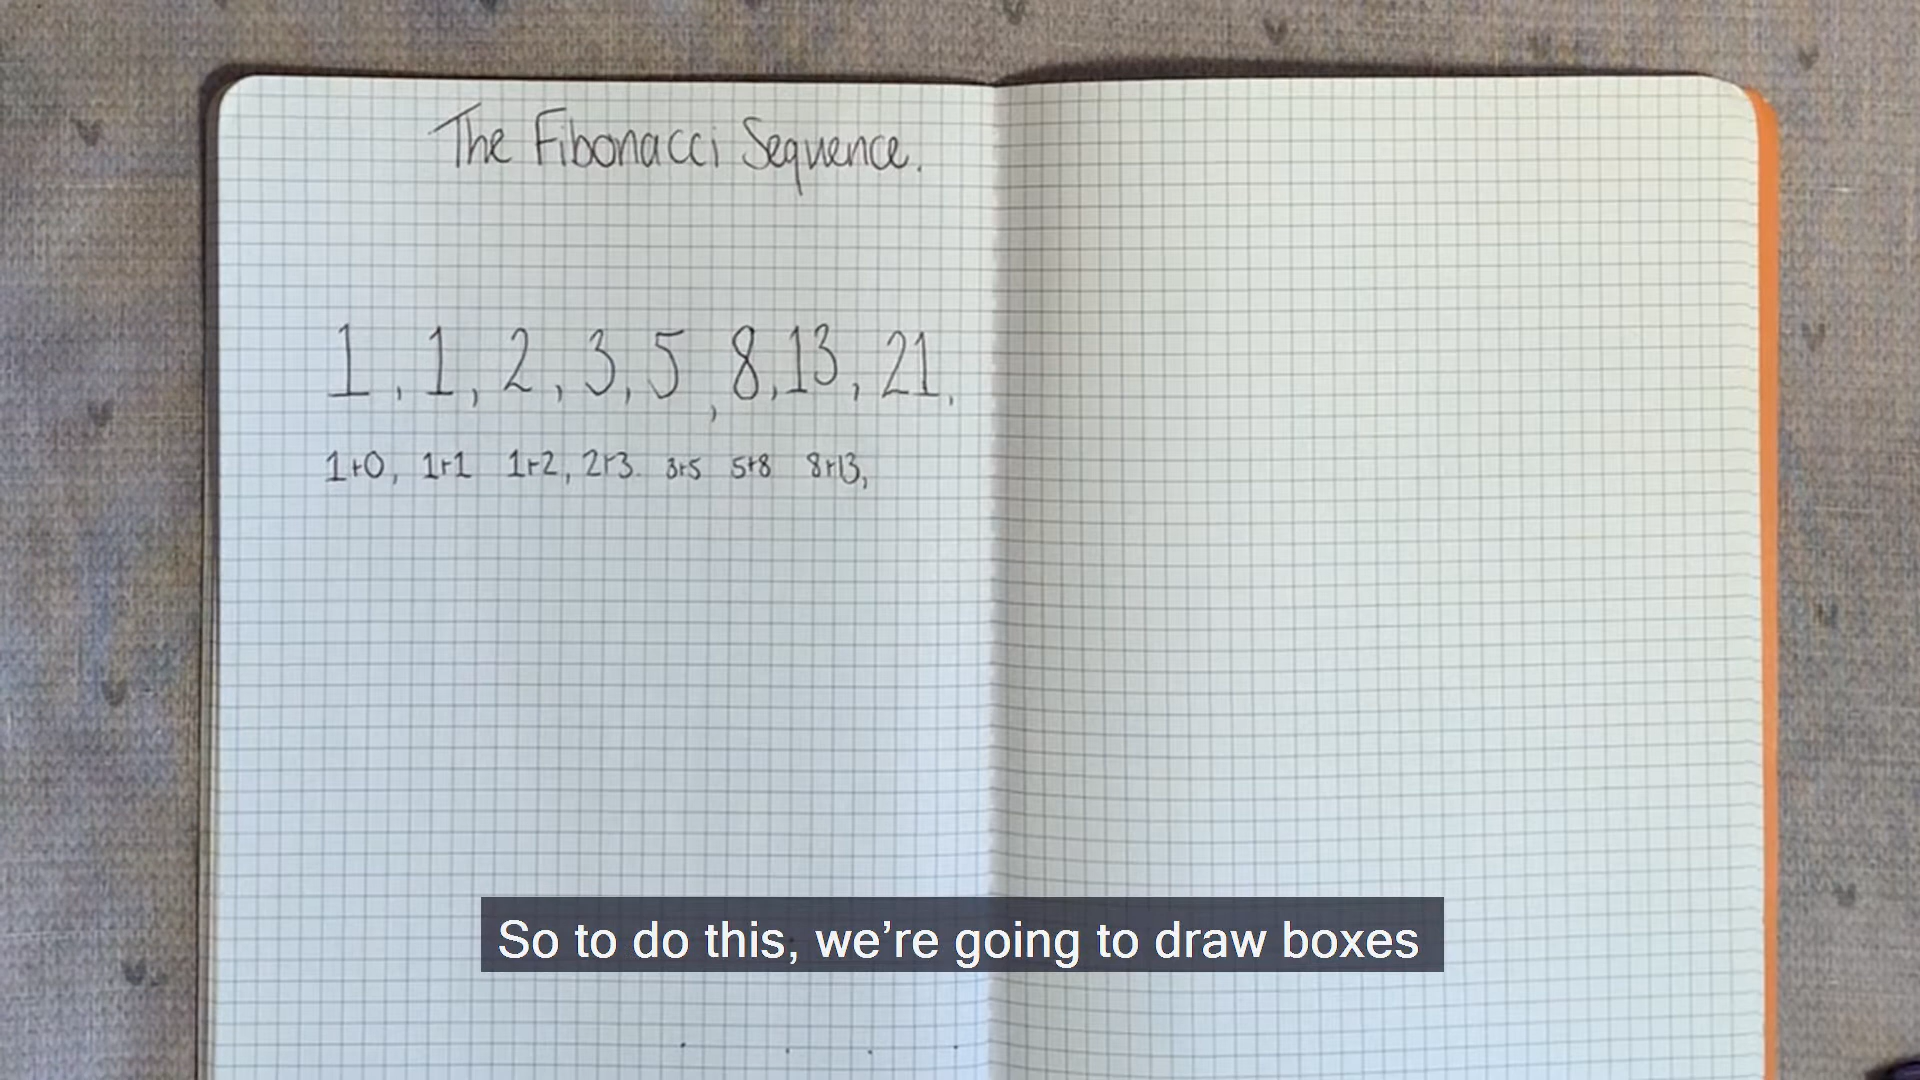 The Fibonacci Sequence.
1, 1, 2, 3, 5, 8, 13, 21,
1+0, 1+1 1+2, 2+3. 3+5 5+8 8+13,
So to do this, we’re going to draw boxes